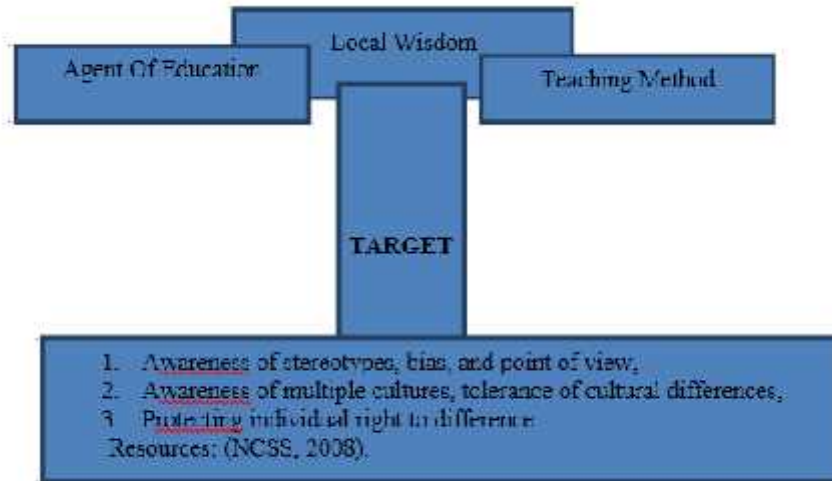 Local Wisdom
Agent Of Education
Teaching Method
TARGET
1. Awareness of stereotypes, bias, and point of view,
2. Awareness of multiple cultures, tolerance of cultural differences,
3. Protecting individual right to difference
Resources: (NCSS, 2008).